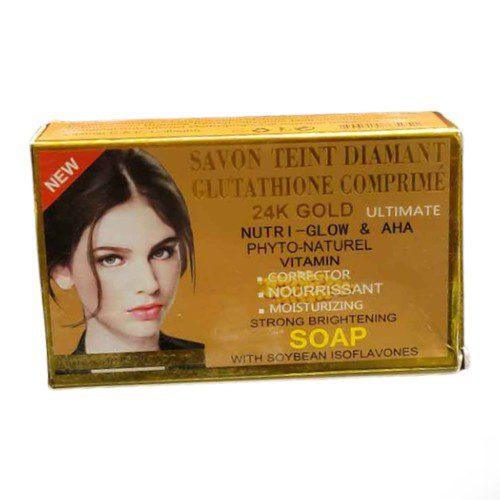 NEW
SAVON TEINT DIAMANT
GLUTATHIONE COMPRIMÉ
24K GOLD ULTIMATE
NUTRI-GLOW & AHA
PHYTO-NATUREL
VITAMIN
CORRECTOR
NOURRISSANT
MOISTURIZING
STRONG BRIGHTENING
SOAP
WITH SOYBEAN ISOFLAVONES